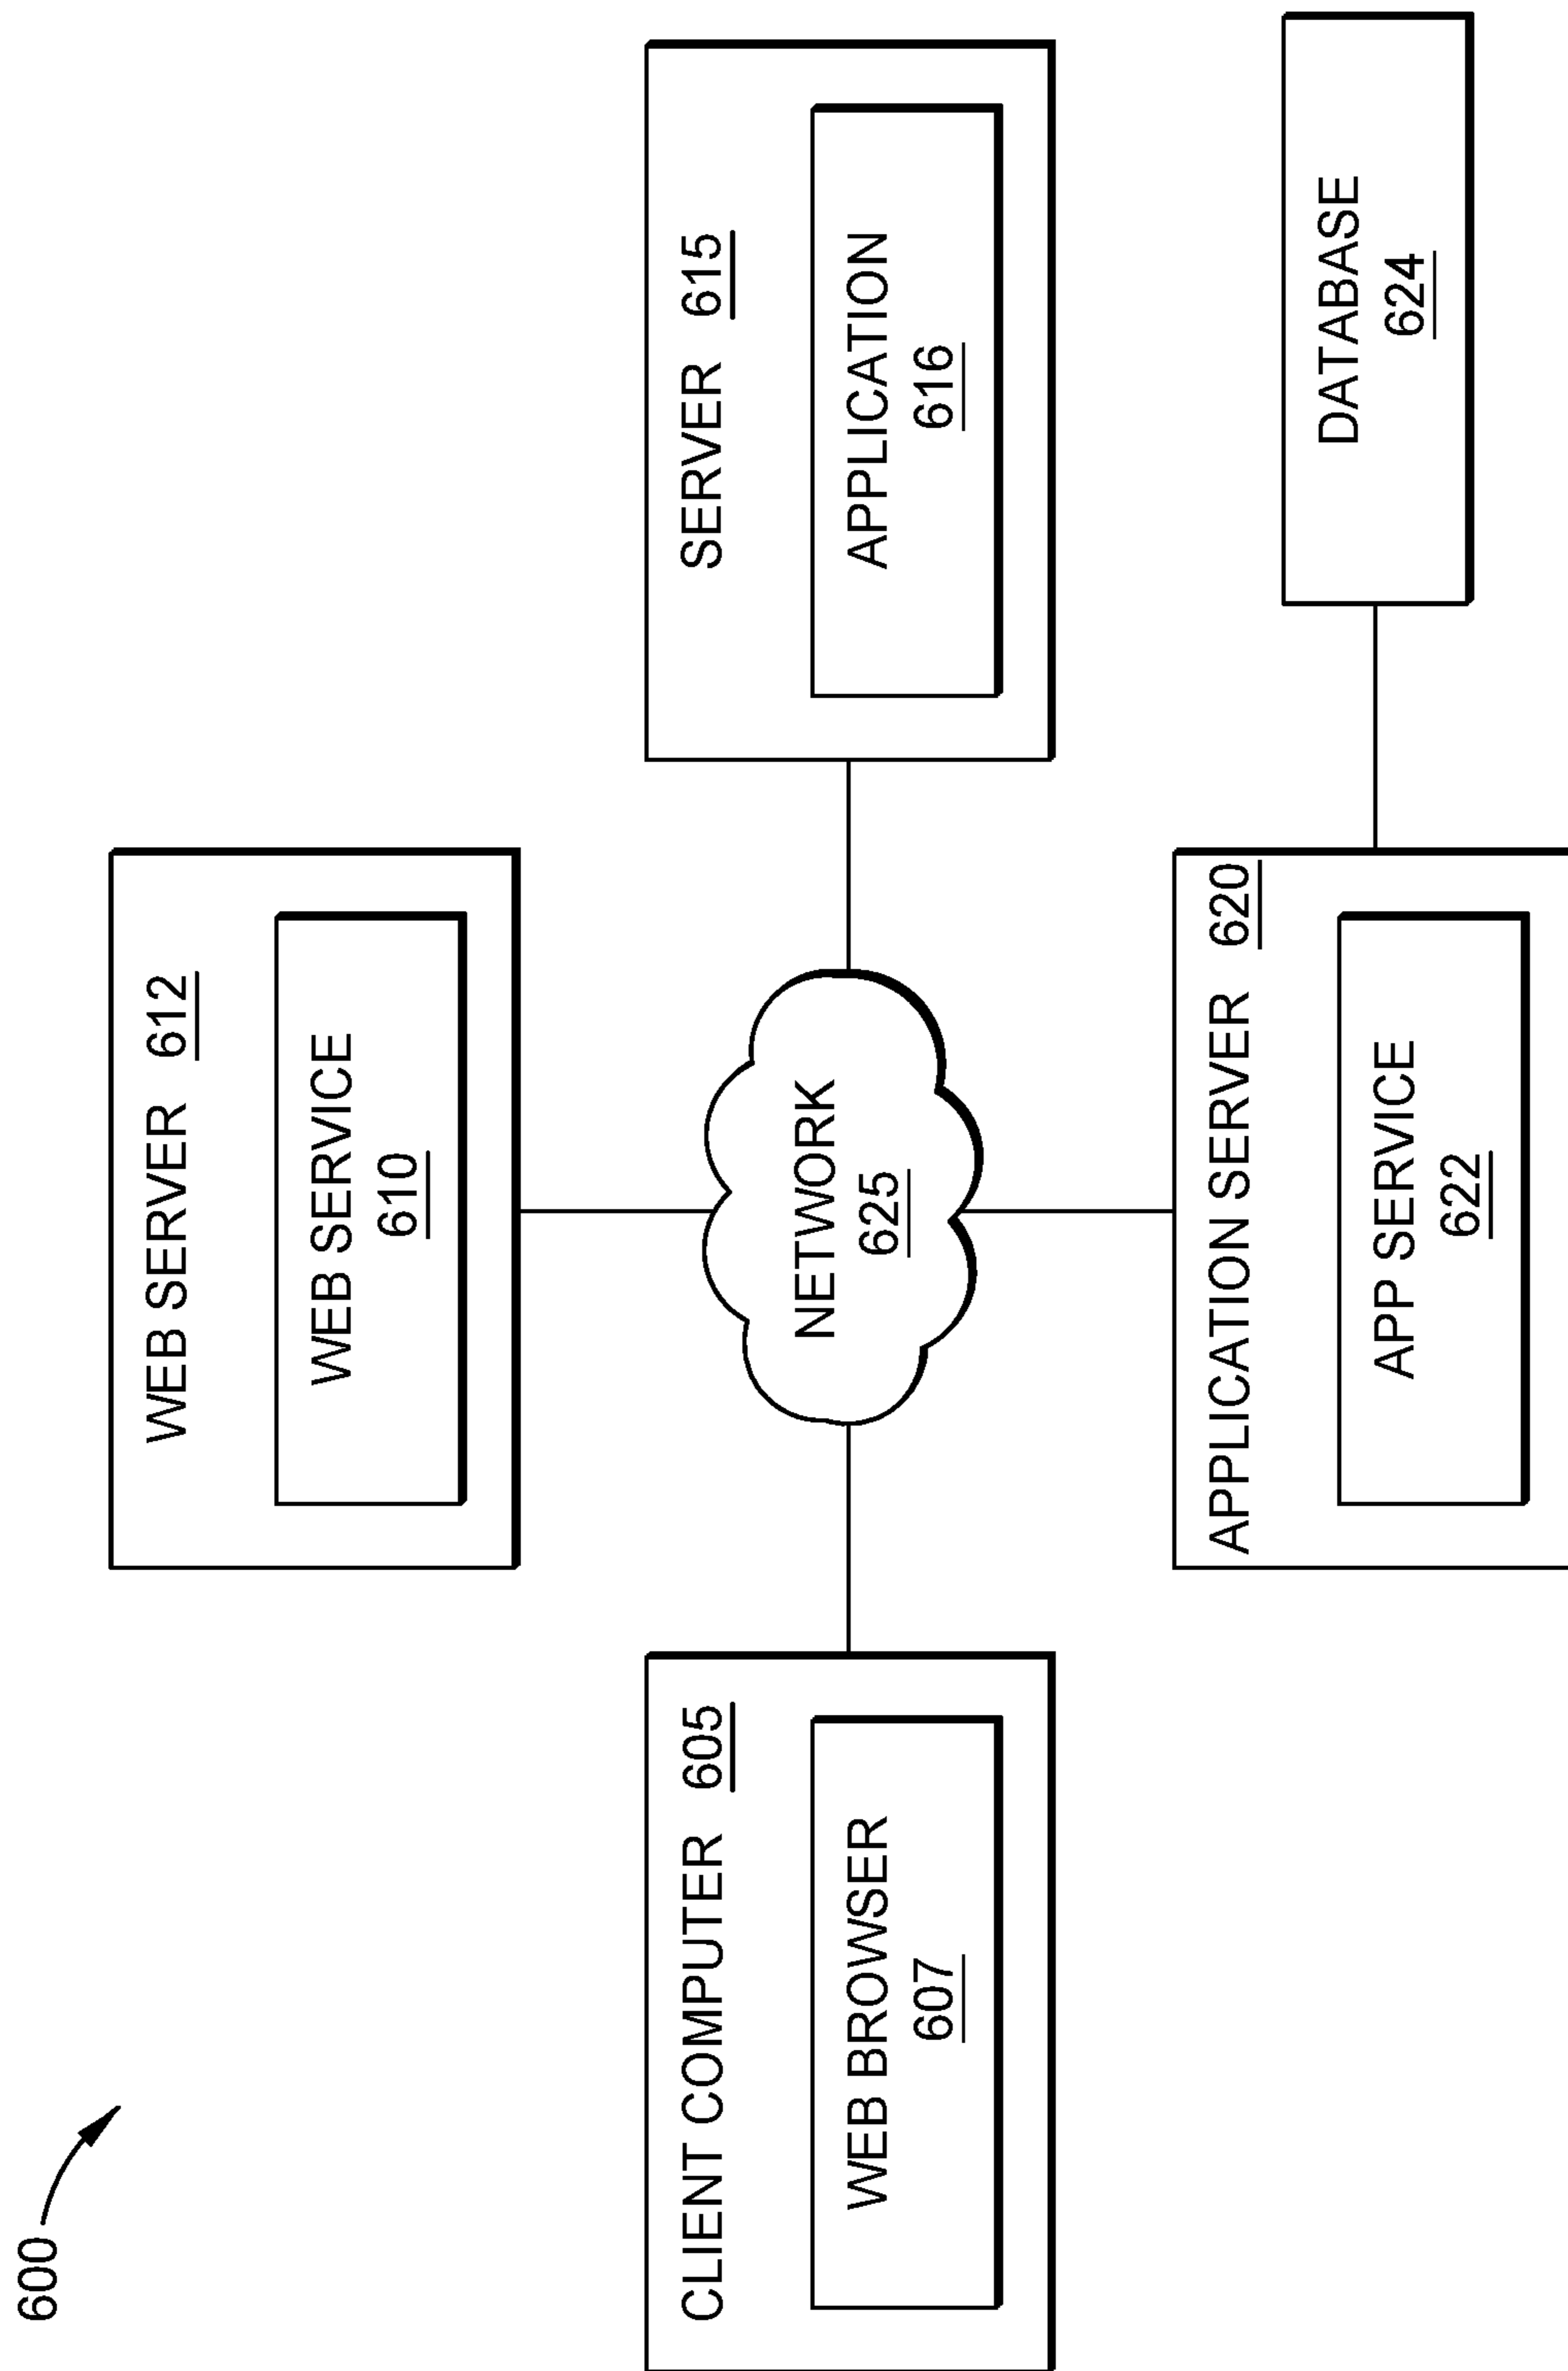 600
WEB SERVER 612
WEB SERVICE
610
CLIENT COMPUTER 605
WEB BROWSER
607
NETWORK
625
SERVER 615
APPLICATION
616
APPLICATION SERVER 620
APP SERVICE
622
DATABASE
624